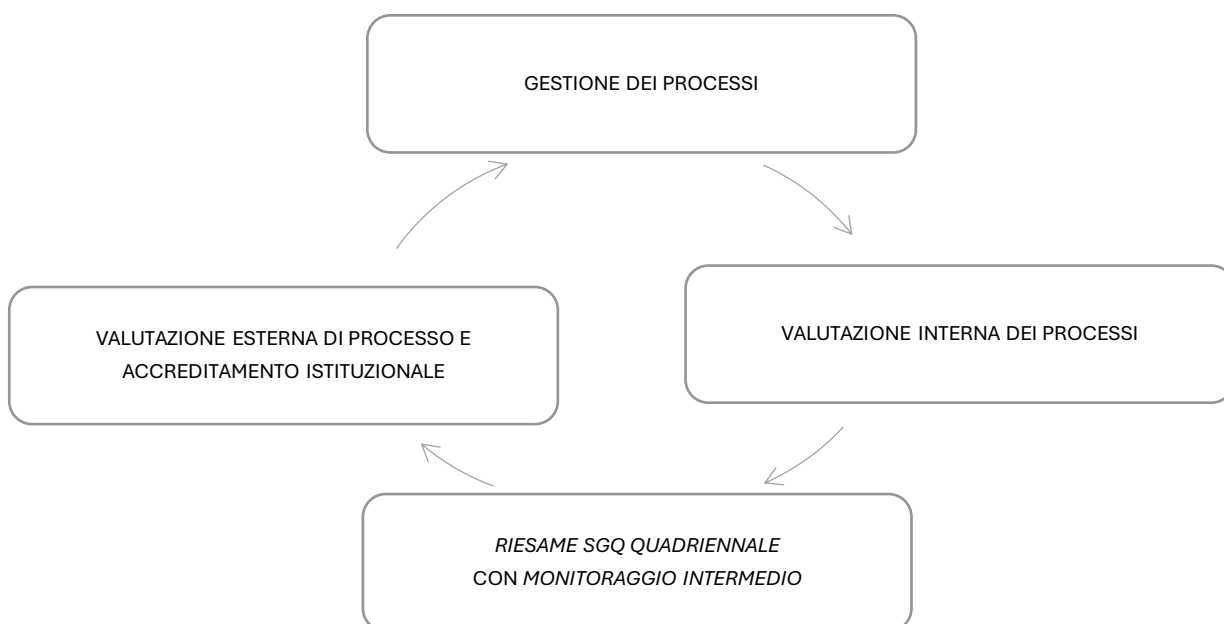 GESTIONE DEI PROCESSI
VALUTAZIONE INTERNA DEI PROCESSI
RIESAME SGQ QUADRIENNALE
CON MONITORAGGIO INTERMEDIO
VALUTAZIONE ESTERNA DI PROCESSO E
ACCREDITAMENTO ISTITUZIONALE